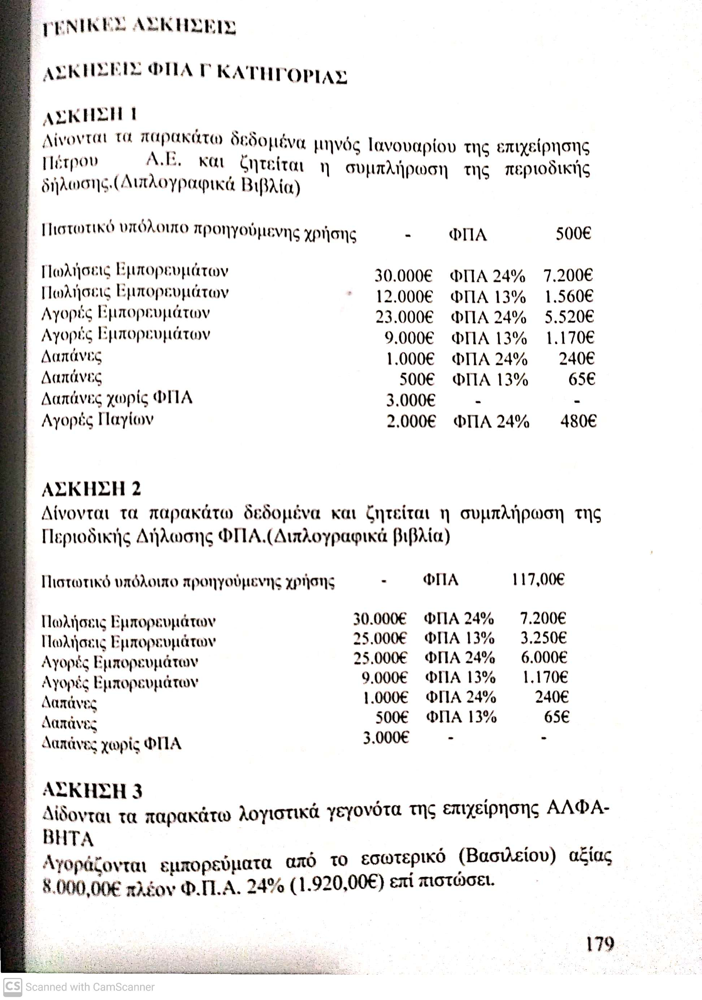 ΓΕΝΙΚΕΣ ΑΣΚΗΣΕΙΣ
ΑΣΚΗΣΕΙΣ ΦΠΑ Γ ΚΑΤΗΓΟΡΙΑΣ
ΑΣΚΗΣΗ 1
Δίνονται τα παρακάτω δεδομένα μηνός Ιανουαρίου της επιχείρησης
Πέτρου Α.Ε. και ζητείται η συμπλήρωση της περιοδικής
δήλωσης.(Διπλογραφικά Βιβλία)
Πιστωτικό υπόλοιπο προηγούμενης χρήσης - ΦΠΑ 500€
Πωλήσεις Εμπορευμάτων 30.000€ ΦΠΑ 24% 7.200€
Πωλήσεις Εμπορευμάτων 12.000€ ΦΠΑ 13% 1.560€
Αγορές Εμπορευμάτων 23.000€ ΦΠΑ 24% 5.520€
Αγορές Εμπορευμάτων 9.000€ ΦΠΑ 13% 1.170€
Δαπάνες 1.000€ ΦΠΑ 24% 240€
Δαπάνες 500€ ΦΠΑ 13% 65€
Δαπάνες χωρίς ΦΠΑ 3.000€ - -
Αγορές Παγίων 2.000€ ΦΠΑ 24% 480€
ΑΣΚΗΣΗ 2
Δίνονται τα παρακάτω δεδομένα και ζητείται η συμπλήρωση της
Περιοδικής Δήλωσης ΦΠΑ.(Διπλογραφικά βιβλία)
Πιστωτικό υπόλοιπο προηγούμενης χρήσης - ΦΠΑ 117,00€
Πωλήσεις Εμπορευμάτων 30.000€ ΦΠΑ 24% 7.200€
Πωλήσεις Εμπορευμάτων 25.000€ ΦΠΑ 13% 3.250€
Αγορές Εμπορευμάτων 25.000€ ΦΠΑ 24% 6.000€
Αγορές Εμπορευμάτων 9.000€ ΦΠΑ 13% 1.170€
Δαπάνες 1.000€ ΦΠΑ 24% 240€
Δαπάνες 500€ ΦΠΑ 13% 65€
Δαπάνες χωρίς ΦΠΑ 3.000€ - -
ΑΣΚΗΣΗ 3
Δίδονται τα παρακάτω λογιστικά γεγονότα της επιχείρησης ΑΛΦΑ-
ΒΗΤΑ
Αγοράζονται εμπορεύματα από το εσωτερικό (Βασιλείου) αξίας
8.000,00€ πλέον Φ.Π.Α. 24% (1.920,00€) επί πιστώσει.
179
CS Scanned with CamScanner